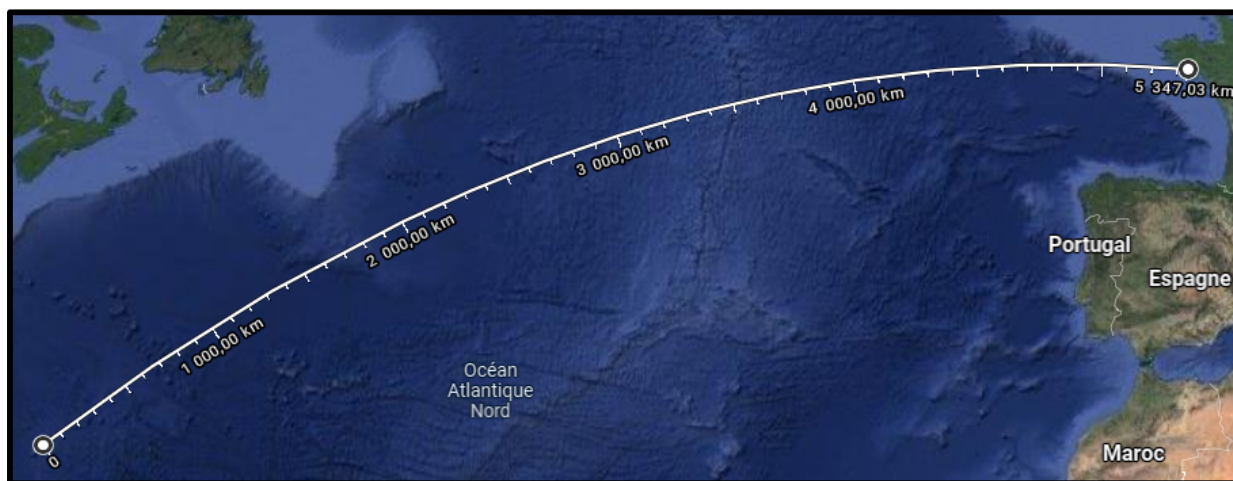 5 347,03 km
4 000,00 km
3 000,00 km
2 000,00 km
Portugal
Espagne
1 000,00 km
Océan
Atlantique
Nord
Maroc
0